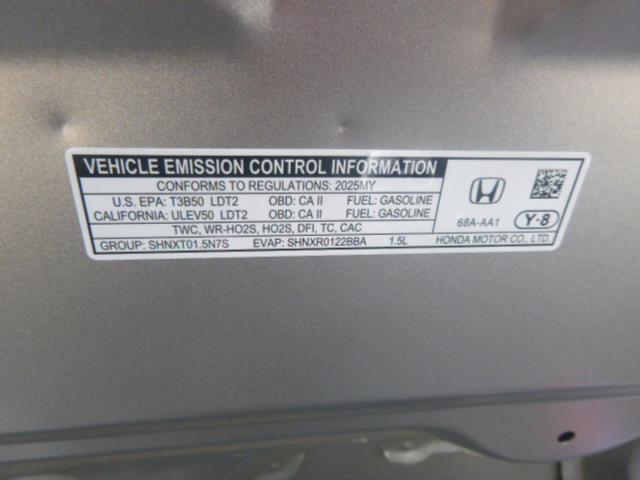 VEHICLE EMISSION CONTROL INFORMATION
CONFORMS TO REGULATIONS: 2025MY
U.S. EPA: T3B50 LDT2 OBD: CA II FUEL: GASOLINE
CALIFORNIA: ULEV50 LDT2 OBD: CA II FUEL: GASOLINE
TWC, WR-HO2S, HO2S, DFI, TC, CAC
GROUP: SHNXT01.5N7S EVAP: SHNXR0122BBA 1.5L
68A-AA1 Y-8
HONDA MOTOR CO., LTD.